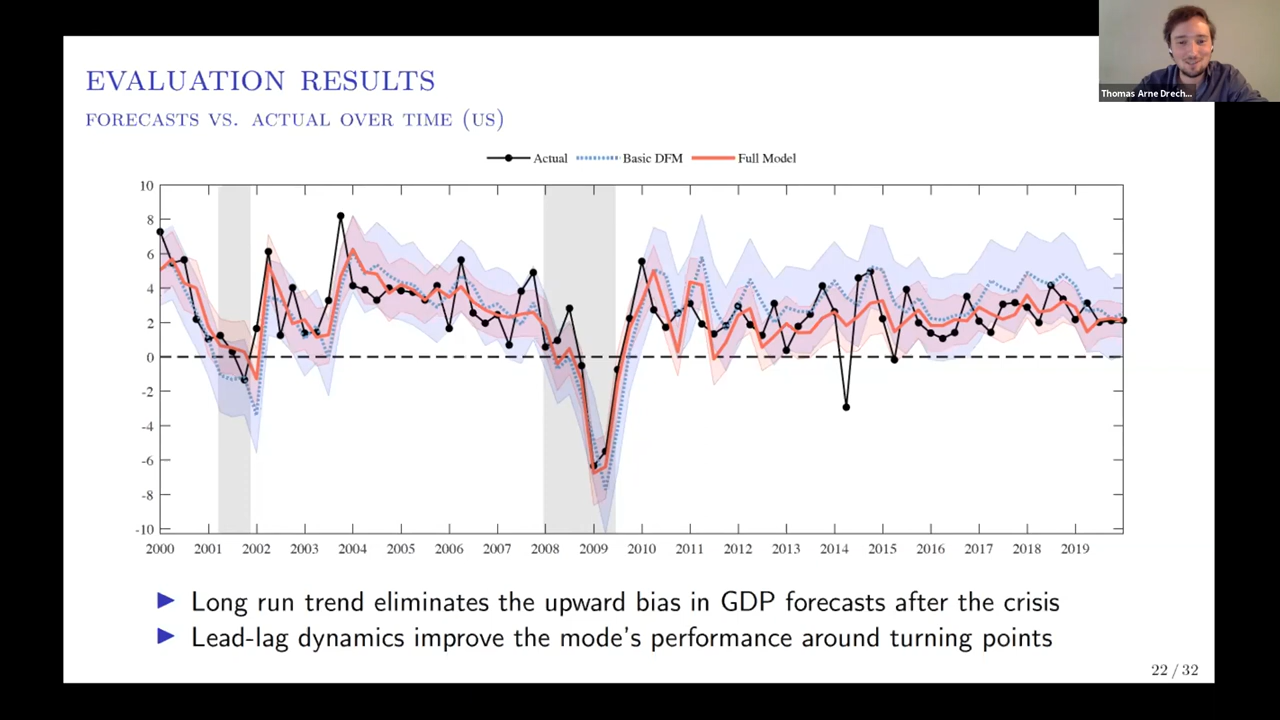 EVALUATION RESULTS
FORECASTS VS. ACTUAL OVER TIME (US)
Thomas Arne Drech...
Actual Basic DFM Full Model
10
8
6
4
2
0
-2
-4
-6
-8
-10
2000 2001 2002 2003 2004 2005 2006 2007 2008 2009 2010 2011 2012 2013 2014 2015 2016 2017 2018 2019
Long run trend eliminates the upward bias in GDP forecasts after the crisis
Lead-lag dynamics improve the mode's performance around turning points
22 / 32